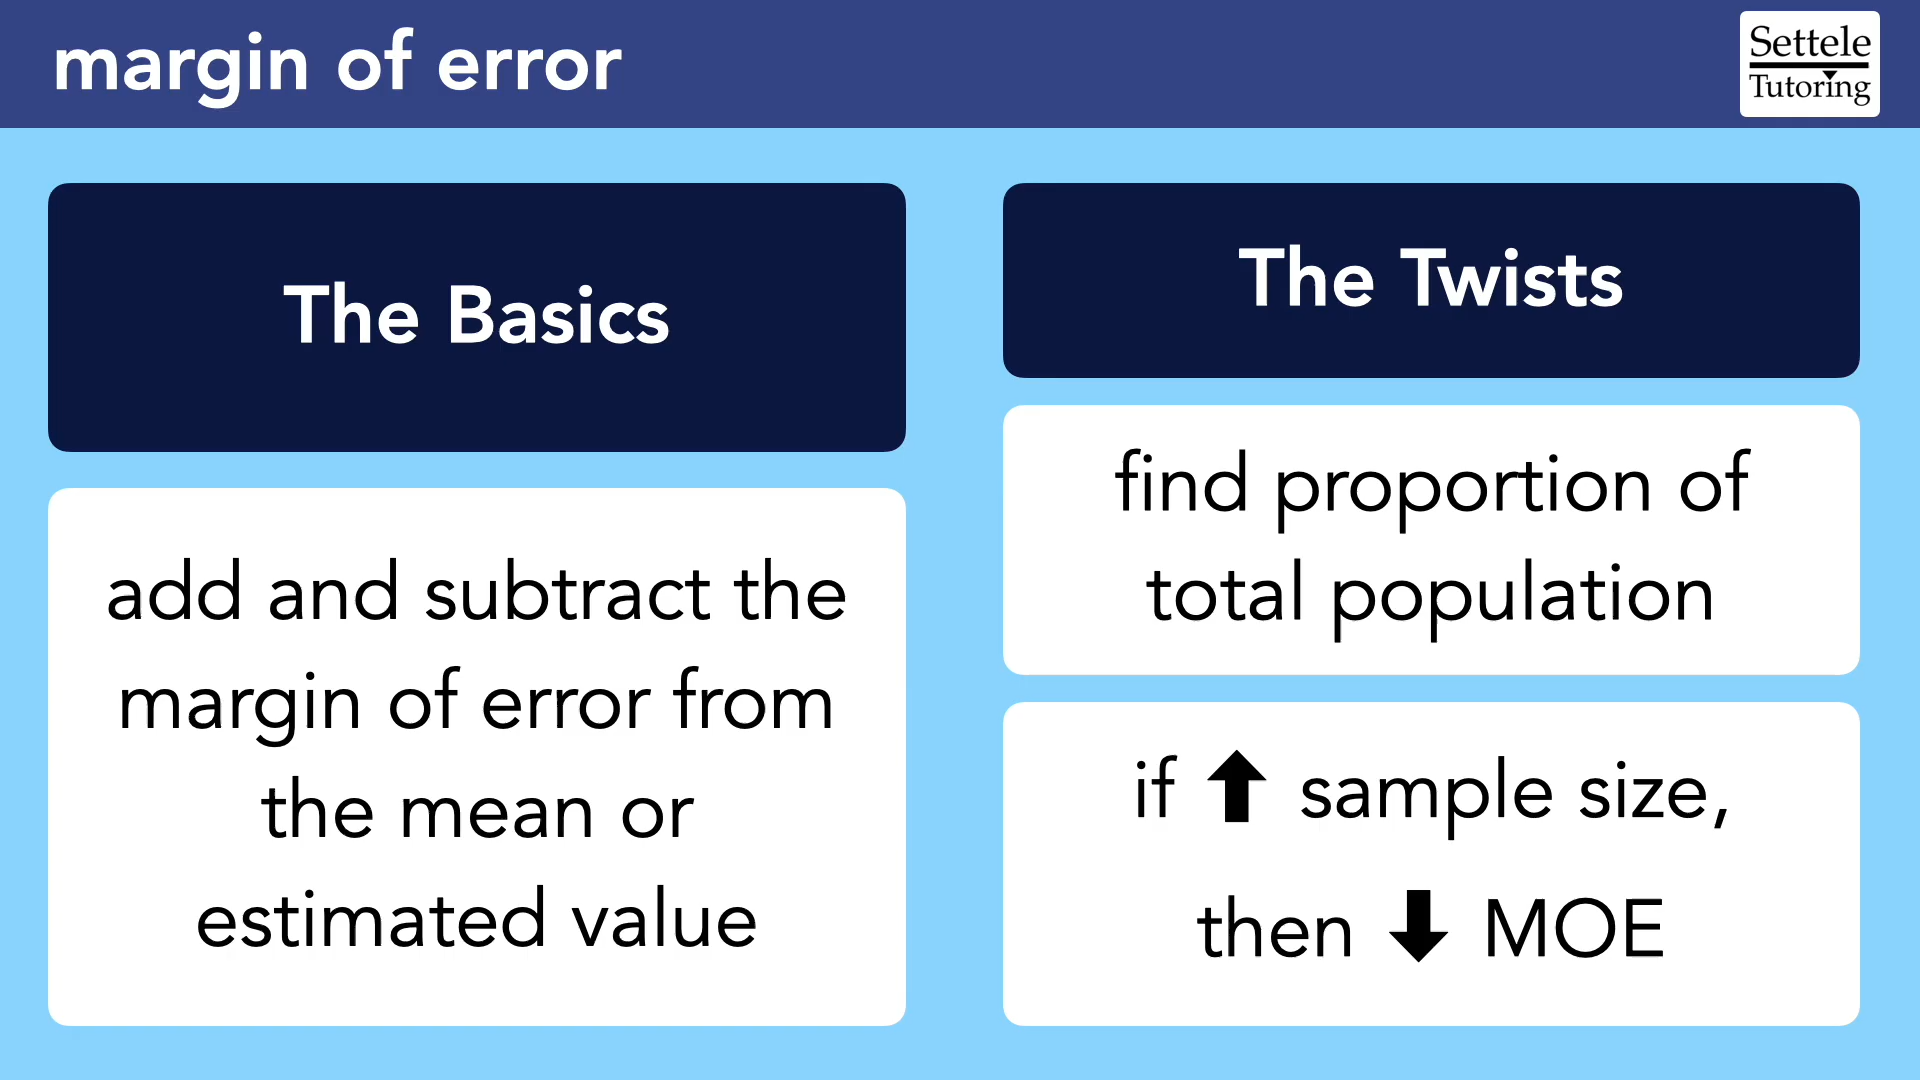 margin of error
Settele
Tutoring
The Basics
add and subtract the
margin of error from
the mean or
estimated value
The Twists
find proportion of
total population
if ⬆ sample size,
then ⬇ MOE